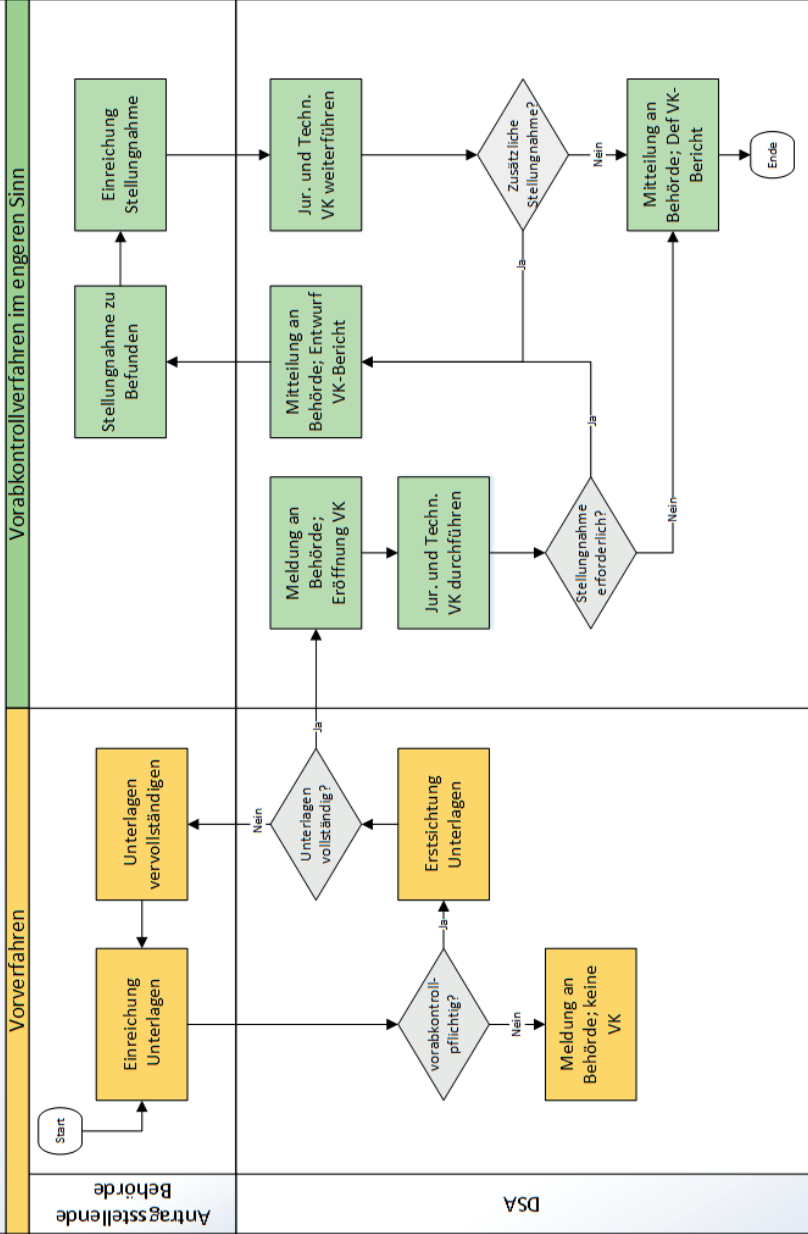 Vorverfahren
Vorabkontrollverfahren im engeren Sinn
Antragsstellende
Behörde
Start
Einreichung
Unterlagen
Unterlagen
vervollständigen
Stellungnahme zu
Befunden
Einreichung
Stellungnahme
DSA
vorabkontroll-
pflichtig?
Ja
Nein
Meldung an
Behörde; keine
VK
Erstsichtung
Unterlagen
Unterlagen
vollständig?
Nein
Ja
Meldung an
Behörde;
Eröffnung VK
Jur. und Techn.
VK durchführen
Stellungnahme
erforderlich?
Ja
Nein
Mitteilung an
Behörde; Entwurf
VK-Bericht
Jur. und Techn.
VK weiterführen
Zusätzliche
Stellungnahme?
Ja
Nein
Mitteilung an
Behörde; Def VK-
Bericht
Ende